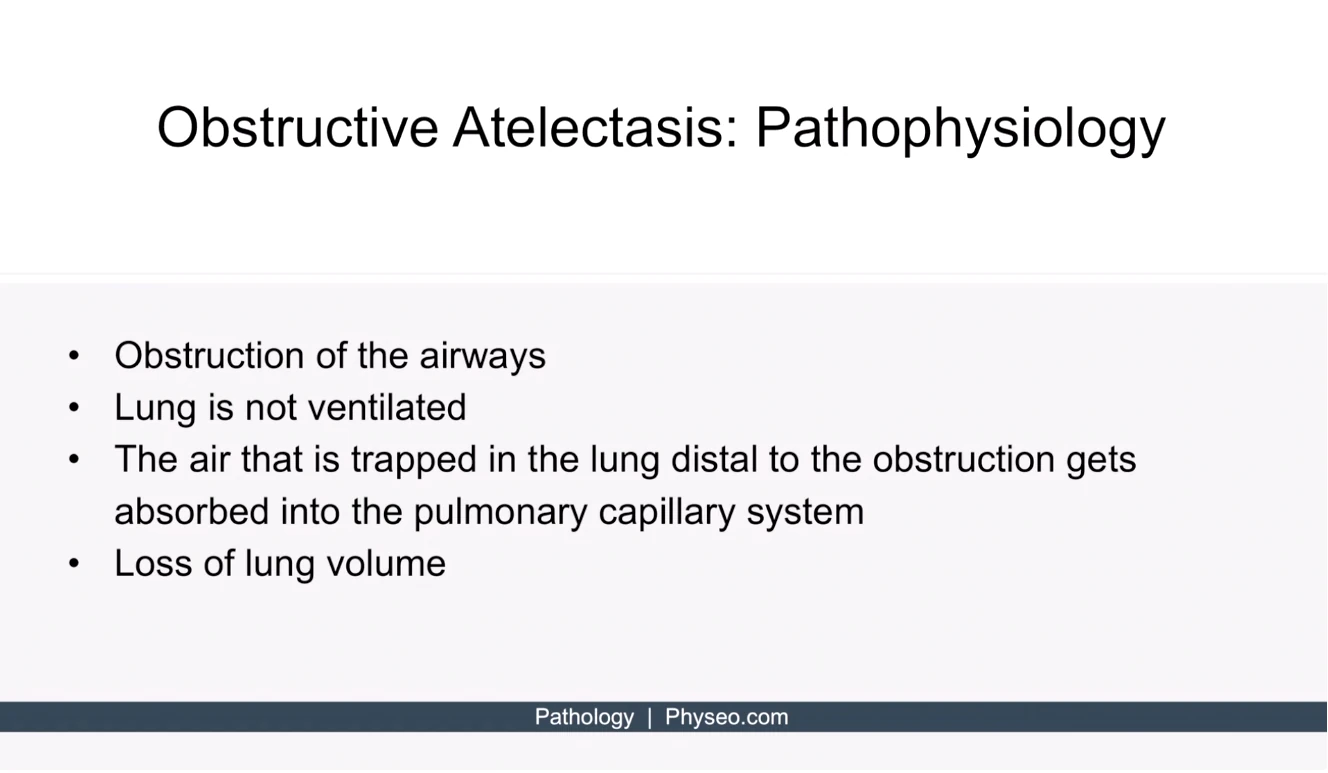 Obstructive Atelectasis: Pathophysiology
• Obstruction of the airways
• Lung is not ventilated
• The air that is trapped in the lung distal to the obstruction gets
absorbed into the pulmonary capillary system
• Loss of lung volume
Pathology | Physeo.com